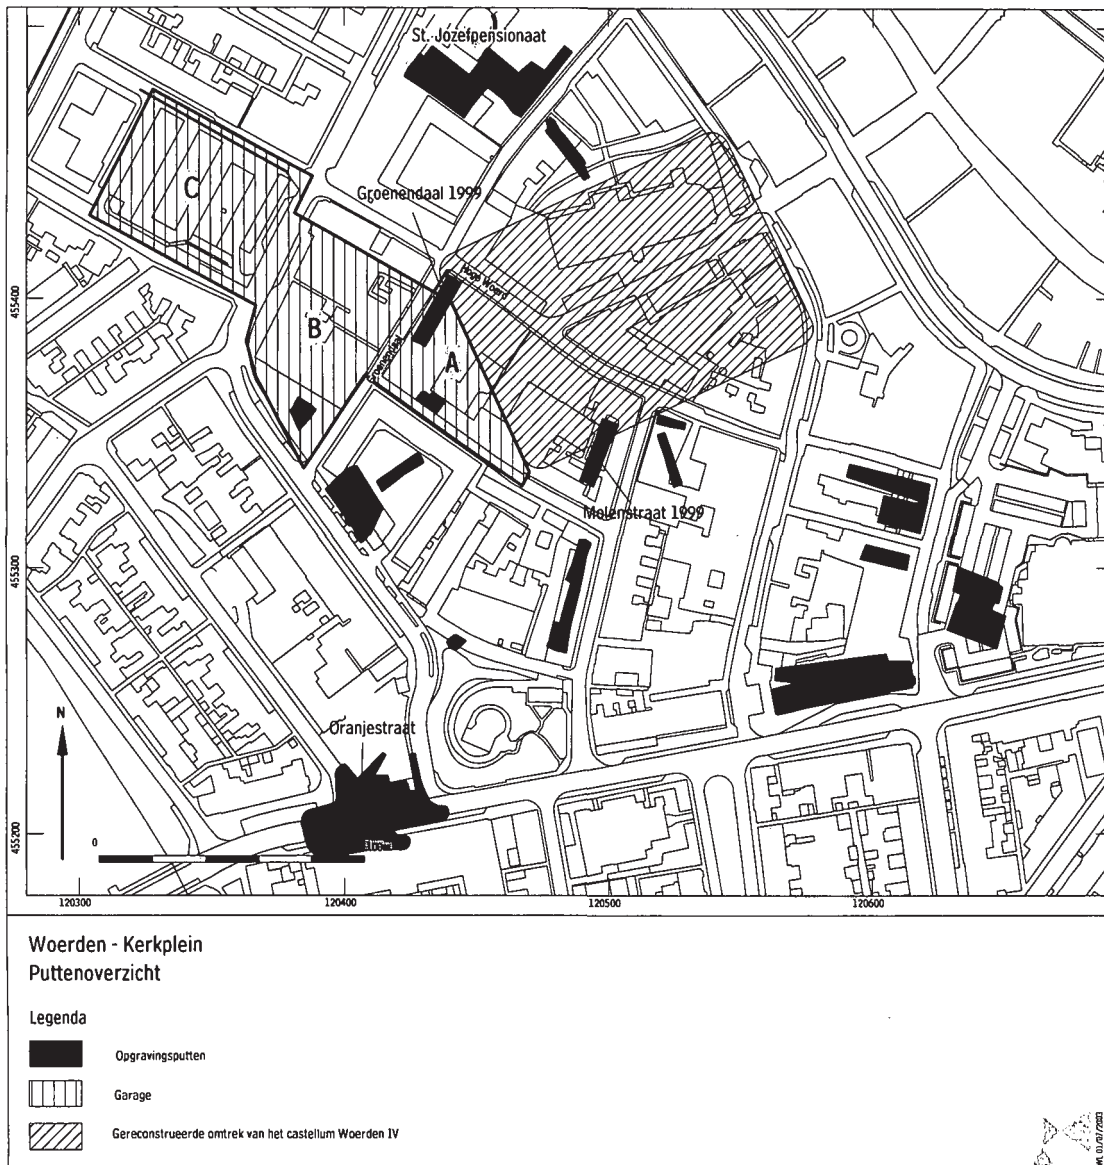 St. Jozefpensionaat
C
Groenendaal 1999
Hoge Woerd
455400
B
Groenendaal
A
Molenstraat 1999
455300
N
Oranjestraat
455200
0
120300
120400
120500
120600
Woerden - Kerkplein
Puttenoverzicht
Legenda
Opgravingsputten
Garage
Gereconstrueerde omtrek van het castellum Woerden IV